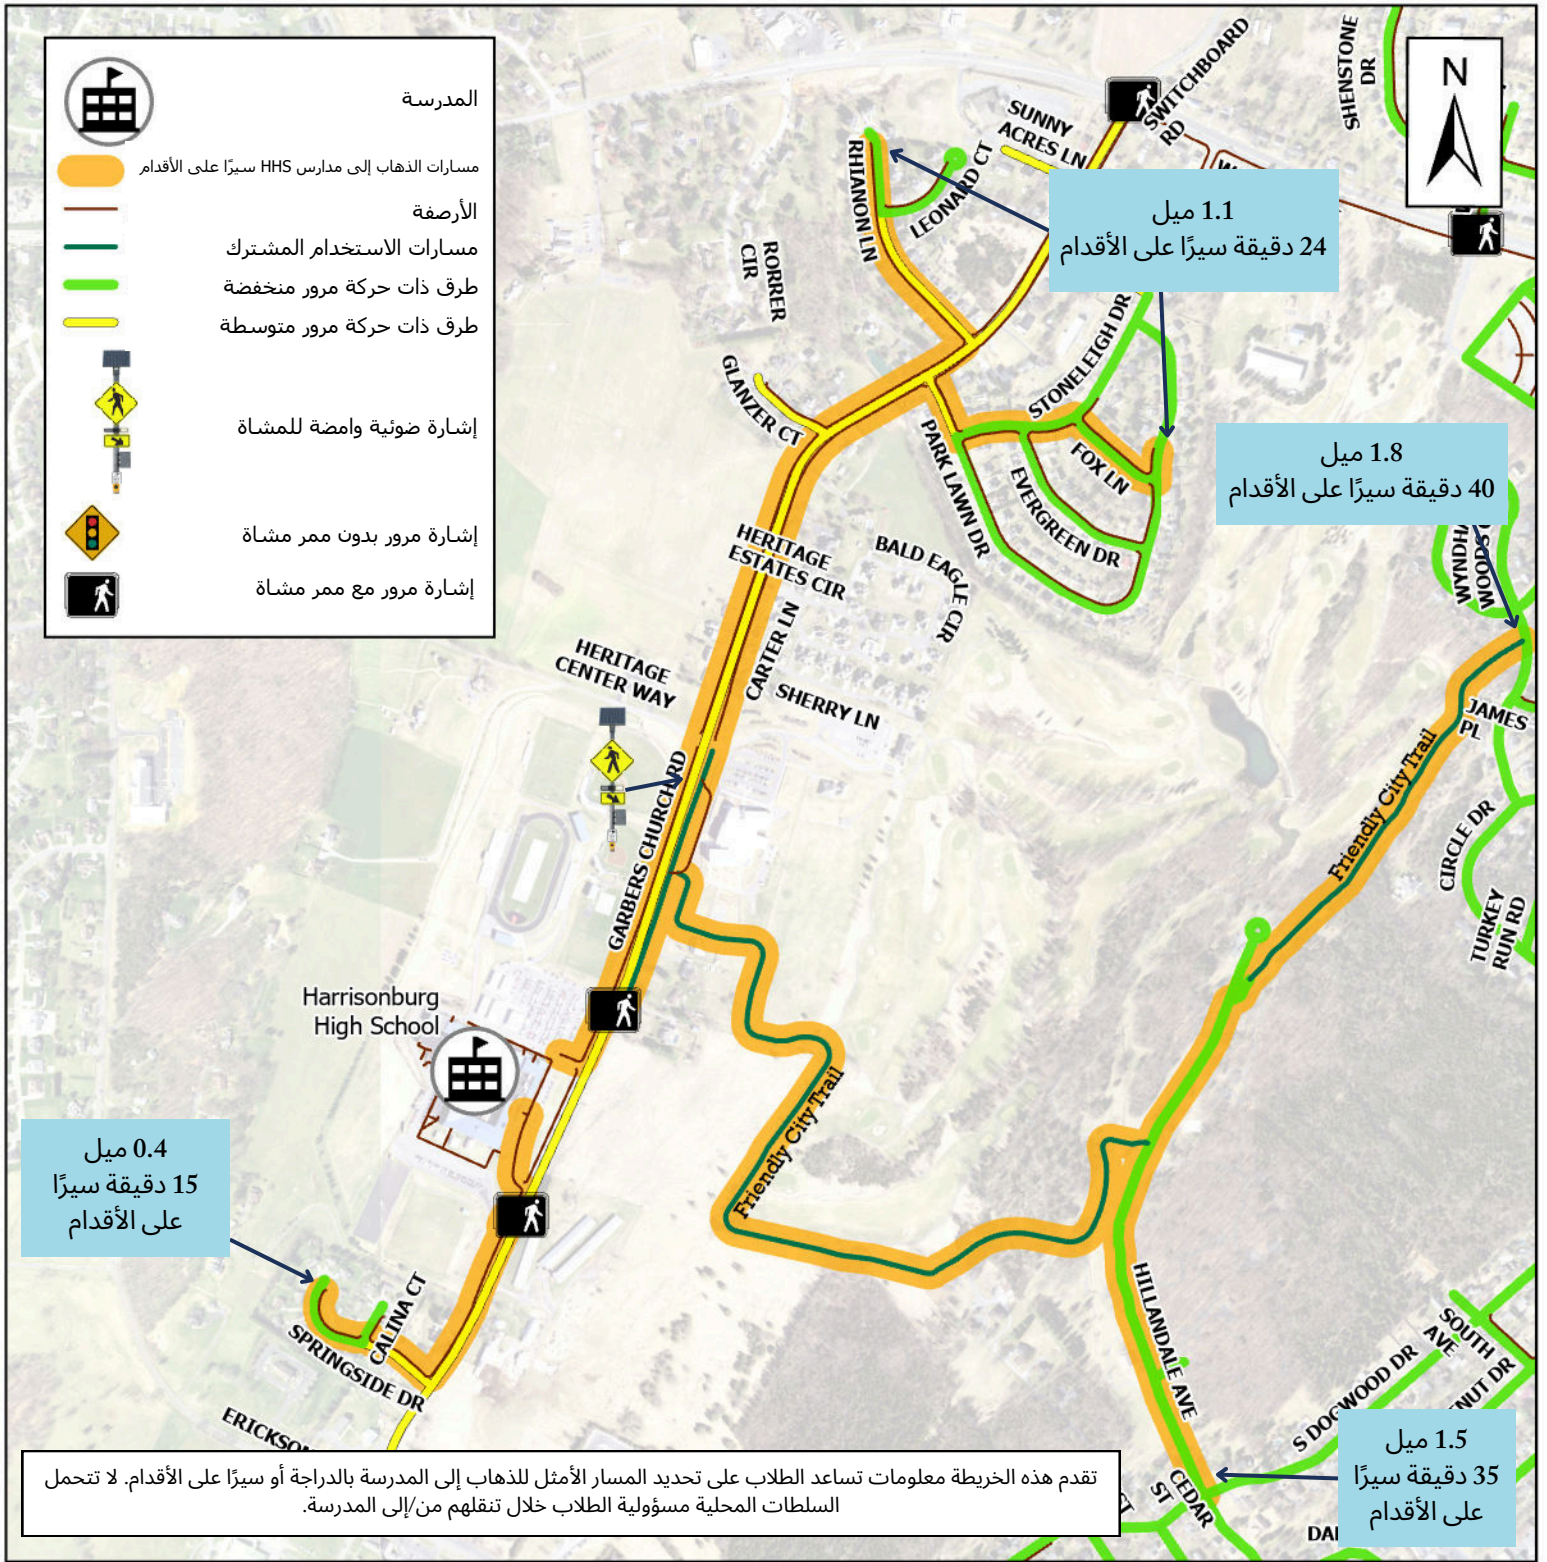 المدرسة
مسارات الذهاب إلى مدارس HHS سيرًا على الأقدام
الأرصفة
مسارات الاستخدام المشترك
طرق ذات حركة مرور منخفضة
طرق ذات حركة مرور متوسطة
إشارة ضوئية وامضة للمشاة
إشارة مرور بدون ممر مشاة
إشارة مرور مع ممر مشاة
N
SHENSTONE
DR
SWITCHBOARD
RD
SUNNY
ACRES LN
RHIANON LN
LEONARD CT
1.1 ميل
24 دقيقة سيرًا على الأقدام
RORRER
CIR
GLANZER CT
STONELEIGH DR
FOX LN
PARK LAWN DR
EVERGREEN DR
1.8 ميل
40 دقيقة سيرًا على الأقدام
WOODS
HERITAGE
ESTATES CIR
BALD EAGLE
CIR
CARTER LN
SHERRY LN
HERITAGE
CENTER WAY
GARBERS CHURCH RD
JAMES
PL
Friendly City Trail
CIRCLE DR
TURKEY
RUN RD
Harrisonburg
High School
Friendly City Trail
0.4 ميل
15 دقيقة سيرًا
على الأقدام
CALINA CT
SPRINGSIDE DR
HILLANDALE AVE
SOUTH
AVE
S DOGWOOD DR
CEDAR
ST
1.5 ميل
35 دقيقة سيرًا
على الأقدام
تقدم هذه الخريطة معلومات تساعد الطلاب على تحديد المسار الأمثل للذهاب إلى المدرسة بالدراجة أو سيرًا على الأقدام. لا تتحمل
السلطات المحلية مسؤولية الطلاب خلال تنقلهم من/إلى المدرسة.